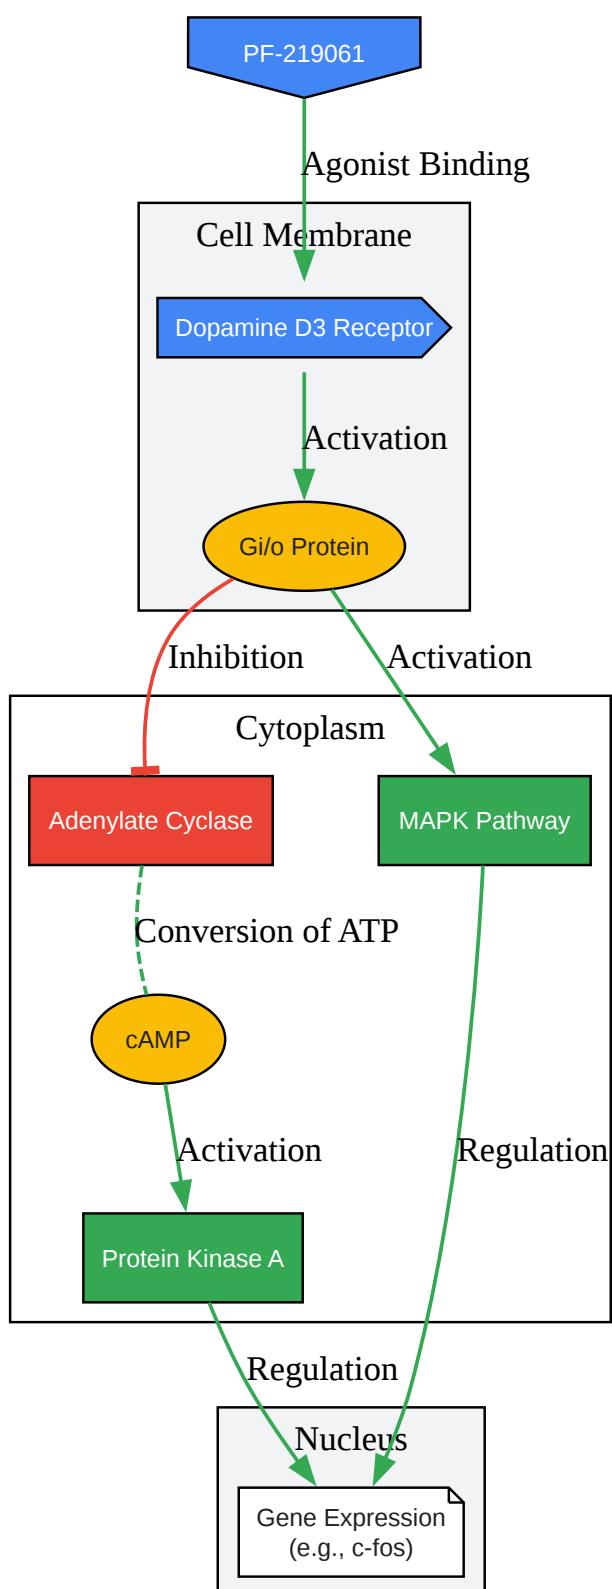 PF-219061
Agonist Binding
Cell Membrane
Dopamine D3 Receptor
Activation
Gi/o Protein
Inhibition
Activation
Cytoplasm
Adenylate Cyclase
MAPK Pathway
Conversion of ATP
cAMP
Activation
Regulation
Protein Kinase A
Regulation
Nucleus
Gene Expression
(e.g., c-fos)